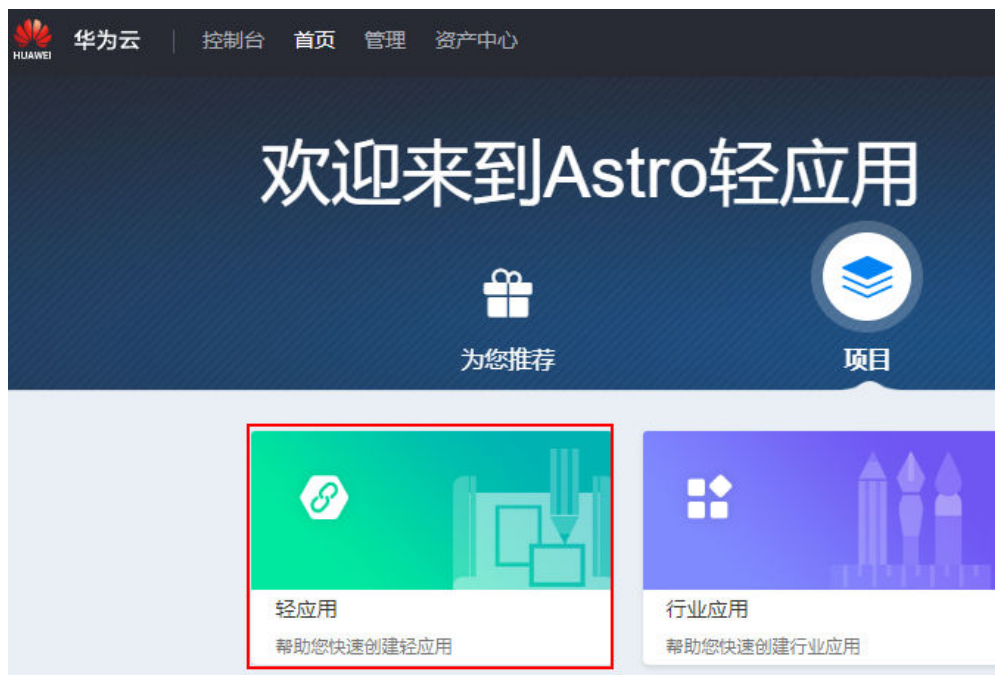 HUAWEI 华为云 控制台 首页 管理 资产中心
欢迎来到Astro轻应用
为您推荐 项目
轻应用 行业应用
帮助您快速创建轻应用 帮助您快速创建行业应用